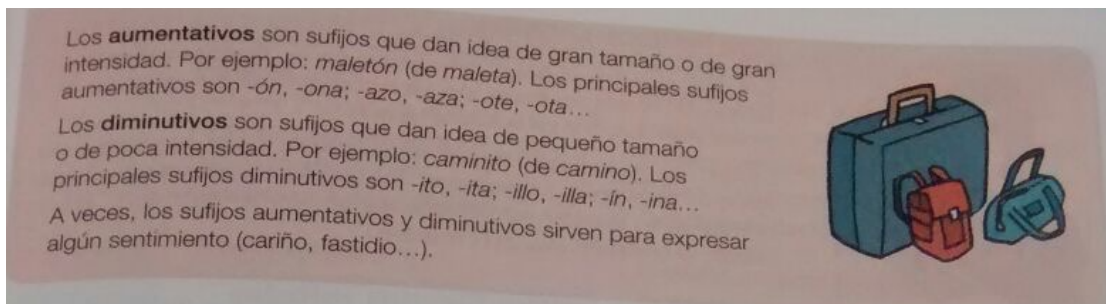 Los aumentativos son sufijos que dan idea de gran tamaño o de gran
intensidad. Por ejemplo: maletón (de maleta). Los principales sufijos
aumentativos son -ón, -ona; -azo, -aza; -ote, -ota...
Los diminutivos son sufijos que dan idea de pequeño tamaño
o de poca intensidad. Por ejemplo: caminito (de camino). Los
principales sufijos diminutivos son -ito, -ita; -illo, -illa; -ín, -ina...
A veces, los sufijos aumentativos y diminutivos sirven para expresar
algún sentimiento (cariño, fastidio...).